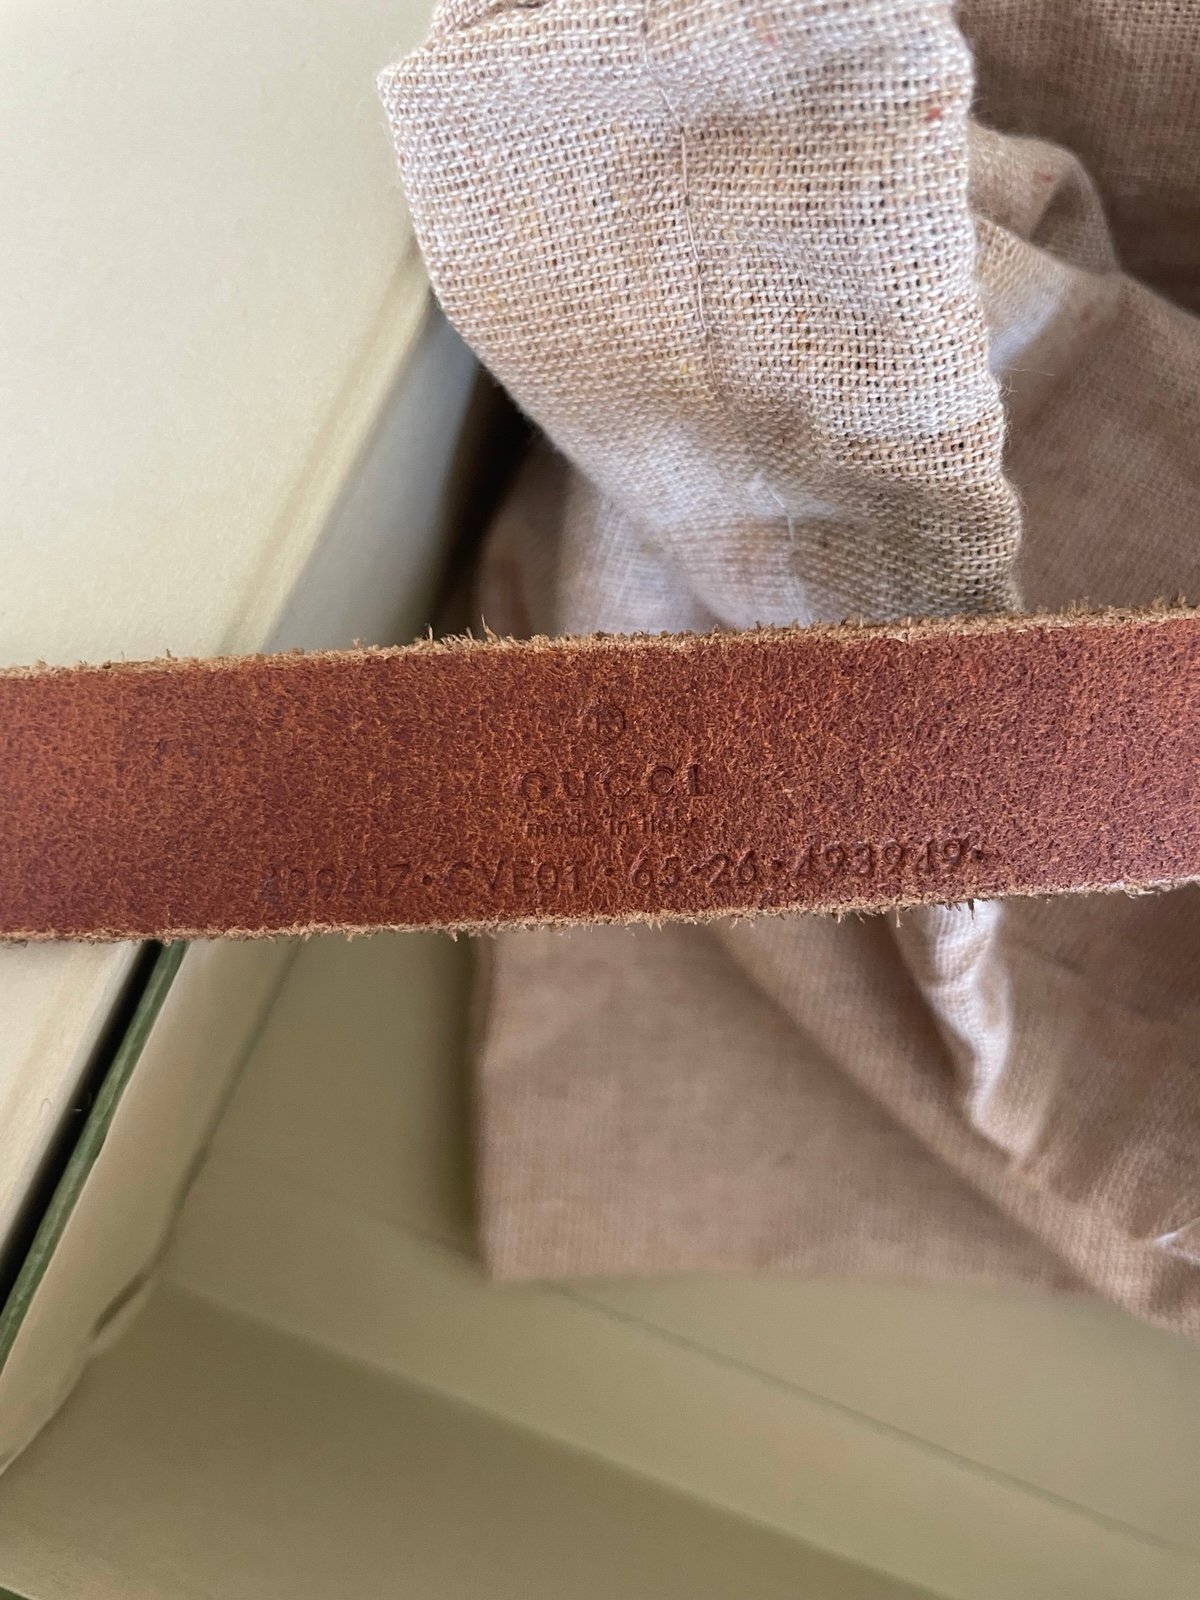 GUCCI
made in Italy
409417·CVE0T·65·26·493949·